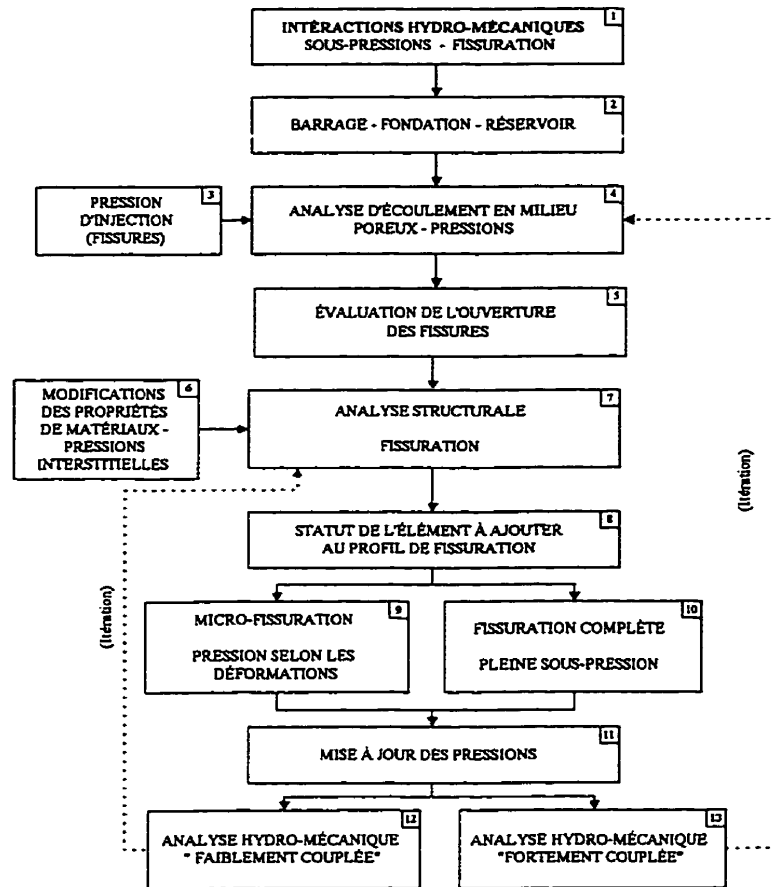 1
INTÉRACTIONS HYDRO-MÉCANIQUES
SOUS-PRESSIONS - FISSURATION
2
BARRAGE - FONDATION - RÉSERVOIR
3
PRESSION
D'INJECTION
(FISSURES)
4
ANALYSE D'ÉCOULEMENT EN MILIEU
POREUX - PRESSIONS
5
ÉVALUATION DE L'OUVERTURE
DES FISSURES
6
MODIFICATIONS
DES PROPRIÉTÉS
DE MATÉRIAUX -
PRESSIONS
INTERSTITIELLES
7
ANALYSE STRUCTURALE
FISSURATION
(Itération)
8
STATUT DE L'ÉLÉMENT À AJOUTER
AU PROFIL DE FISSURATION
(Itération)
9
MICRO-FISSURATION
PRESSION SELON LES
DÉFORMATIONS
10
FISSURATION COMPLÈTE
PLEINE SOUS-PRESSION
11
MISE À JOUR DES PRESSIONS
12
ANALYSE HYDRO-MÉCANIQUE
" FAIBLEMENT COUPLÉE"
13
ANALYSE HYDRO-MÉCANIQUE
"FORTEMENT COUPLÉE"